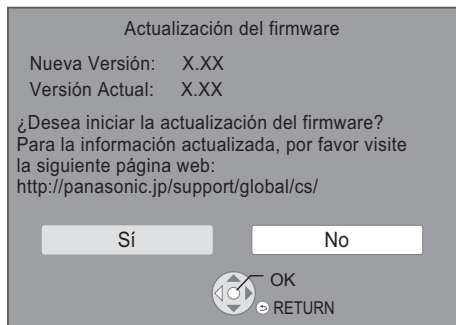 Actualización del firmware
Nueva Versión: X.XX
Versión Actual: X.XX
¿Desea iniciar la actualización del firmware?
Para la información actualizada, por favor visite
la siguiente página web:
http://panasonic.jp/support/global/cs/
Sí No
OK
RETURN